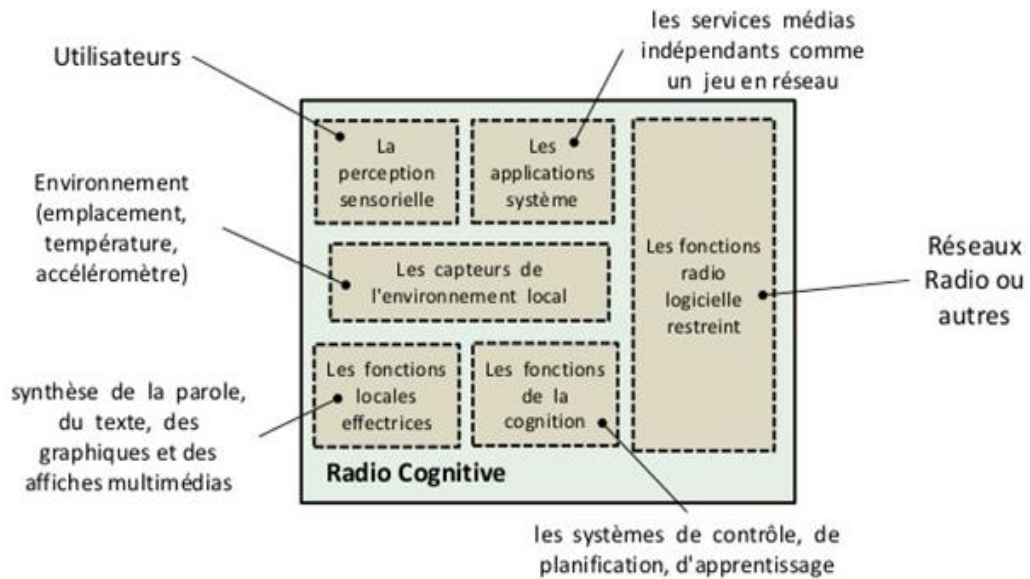 les services médias
indépendants comme
un jeu en réseau
Utilisateurs
La
perception
sensorielle
Les
applications
système
Environnement
(emplacement,
température,
accéléromètre)
Les capteurs de
l'environnement local
Les fonctions
radio
logicielle
restreint
Réseaux
Radio ou
autres
synthèse de la parole,
du texte, des
graphiques et des
affiches multimédias
Les fonctions
locales
effectrices
Les fonctions
de la
cognition
Radio Cognitive
les systèmes de contrôle, de
planification, d'apprentissage